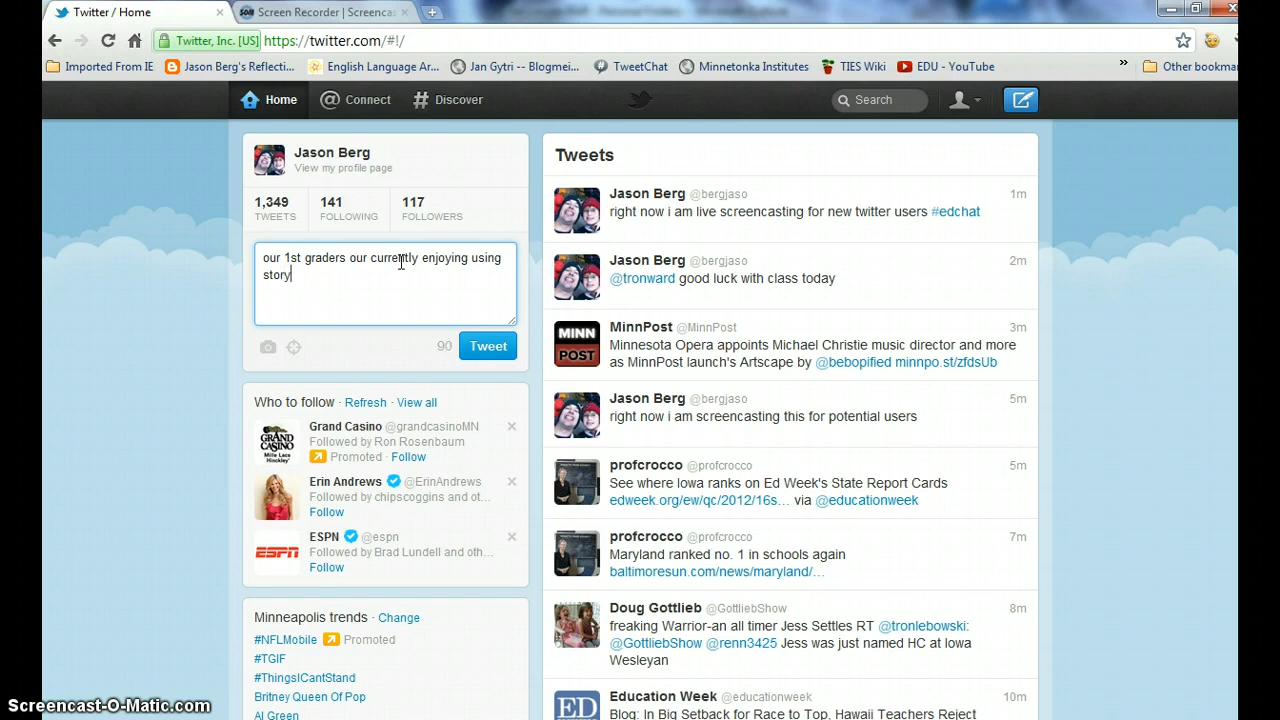 Twitter / Home
Screen Recorder | Screencas
Twitter, Inc. [US]
https://twitter.com/#!/
Imported From IE
Jason Berg's Reflecti...
English Language Ar...
Jan Gytri -- Blogmei...
TweetChat
Minnetonka Institutes
TIES Wiki
EDU - YouTube
Other bookmar
Home
Connect
Discover
Search
Jason Berg
View my profile page
1,349
TWEETS
141
FOLLOWING
117
FOLLOWERS
our 1st graders our currently enjoying using
story
90
Tweet
Who to follow · Refresh · View all
Grand Casino @grandcasinoMN
Followed by Ron Rosenbaum
Promoted · Follow
GRAND
CASINO
Mille Lacs
Hinckley
Erin Andrews @ErinAndrews
Followed by chipscoggins and ot...
Follow
ESPN @espn
Followed by Brad Lundell and oth...
Follow
ESPN
Minneapolis trends · Change
#NFLMobile Promoted
#TGIF
#ThingsICantStand
Britney Queen Of Pop
Al Green
Tweets
Jason Berg @bergjaso 1m
right now i am live screencasting for new twitter users #edchat
Jason Berg @bergjaso 2m
@tronward good luck with class today
MINN
POST
MinnPost @MinnPost 3m
Minnesota Opera appoints Michael Christie music director and more
as MinnPost launch's Artscape by @bebopified minnpo.st/zfdsUb
Jason Berg @bergjaso 5m
right now i am screencasting this for potential users
profcrocco @profcrocco 5m
See where Iowa ranks on Ed Week's State Report Cards
edweek.org/ew/qc/2012/16s... via @educationweek
profcrocco @profcrocco 7m
Maryland ranked no. 1 in schools again
baltimoresun.com/news/maryland/...
Doug Gottlieb @GottliebShow 8m
freaking Warrior-an all timer Jess Settles RT @tronlebowski:
@GottliebShow @renn3425 Jess was just named HC at Iowa
Wesleyan
Education Week @educationweek 10m
Blog: In Big Setback for Race to Top, Hawaii Teachers Reject
ED
Screencast-O-Matic.com